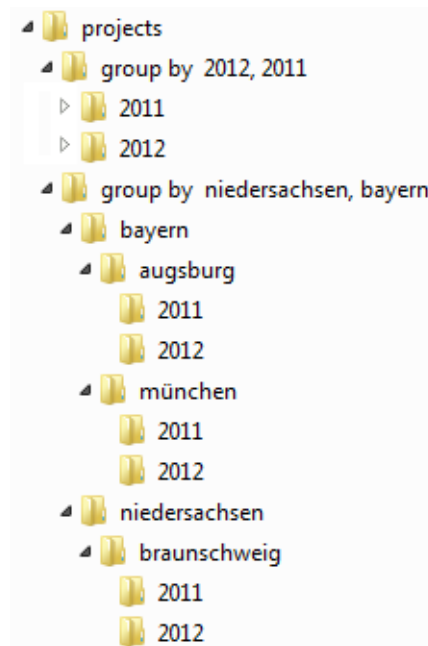 projects
group by 2012, 2011
2011
2012
group by niedersachsen, bayern
bayern
augsburg
2011
2012
münchen
2011
2012
niedersachsen
braunschweig
2011
2012